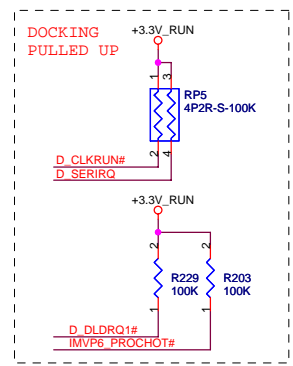 DOCKING
PULLED UP
+3.3V_RUN
1 3
RP5
4P2R-S-100K
2 4
D_CLKRUN#
D_SERIRQ
+3.3V_RUN
2 2
R229 R203
100K 100K
1 1
D_DLDRQ1#
IMVP6_PROCHOT#